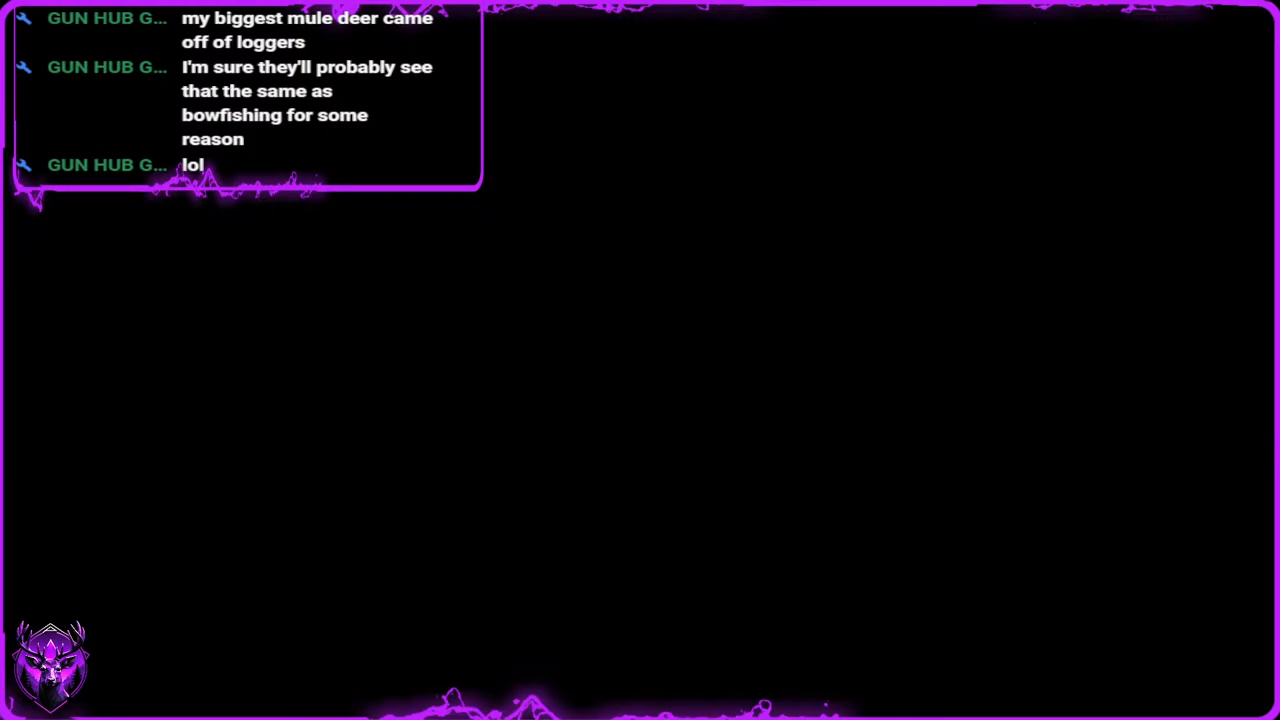 GUN HUB G... my biggest mule deer came
off of loggers
GUN HUB G... I'm sure they'll probably see
that the same as
bowfishing for some
reason
GUN HUB G... lol